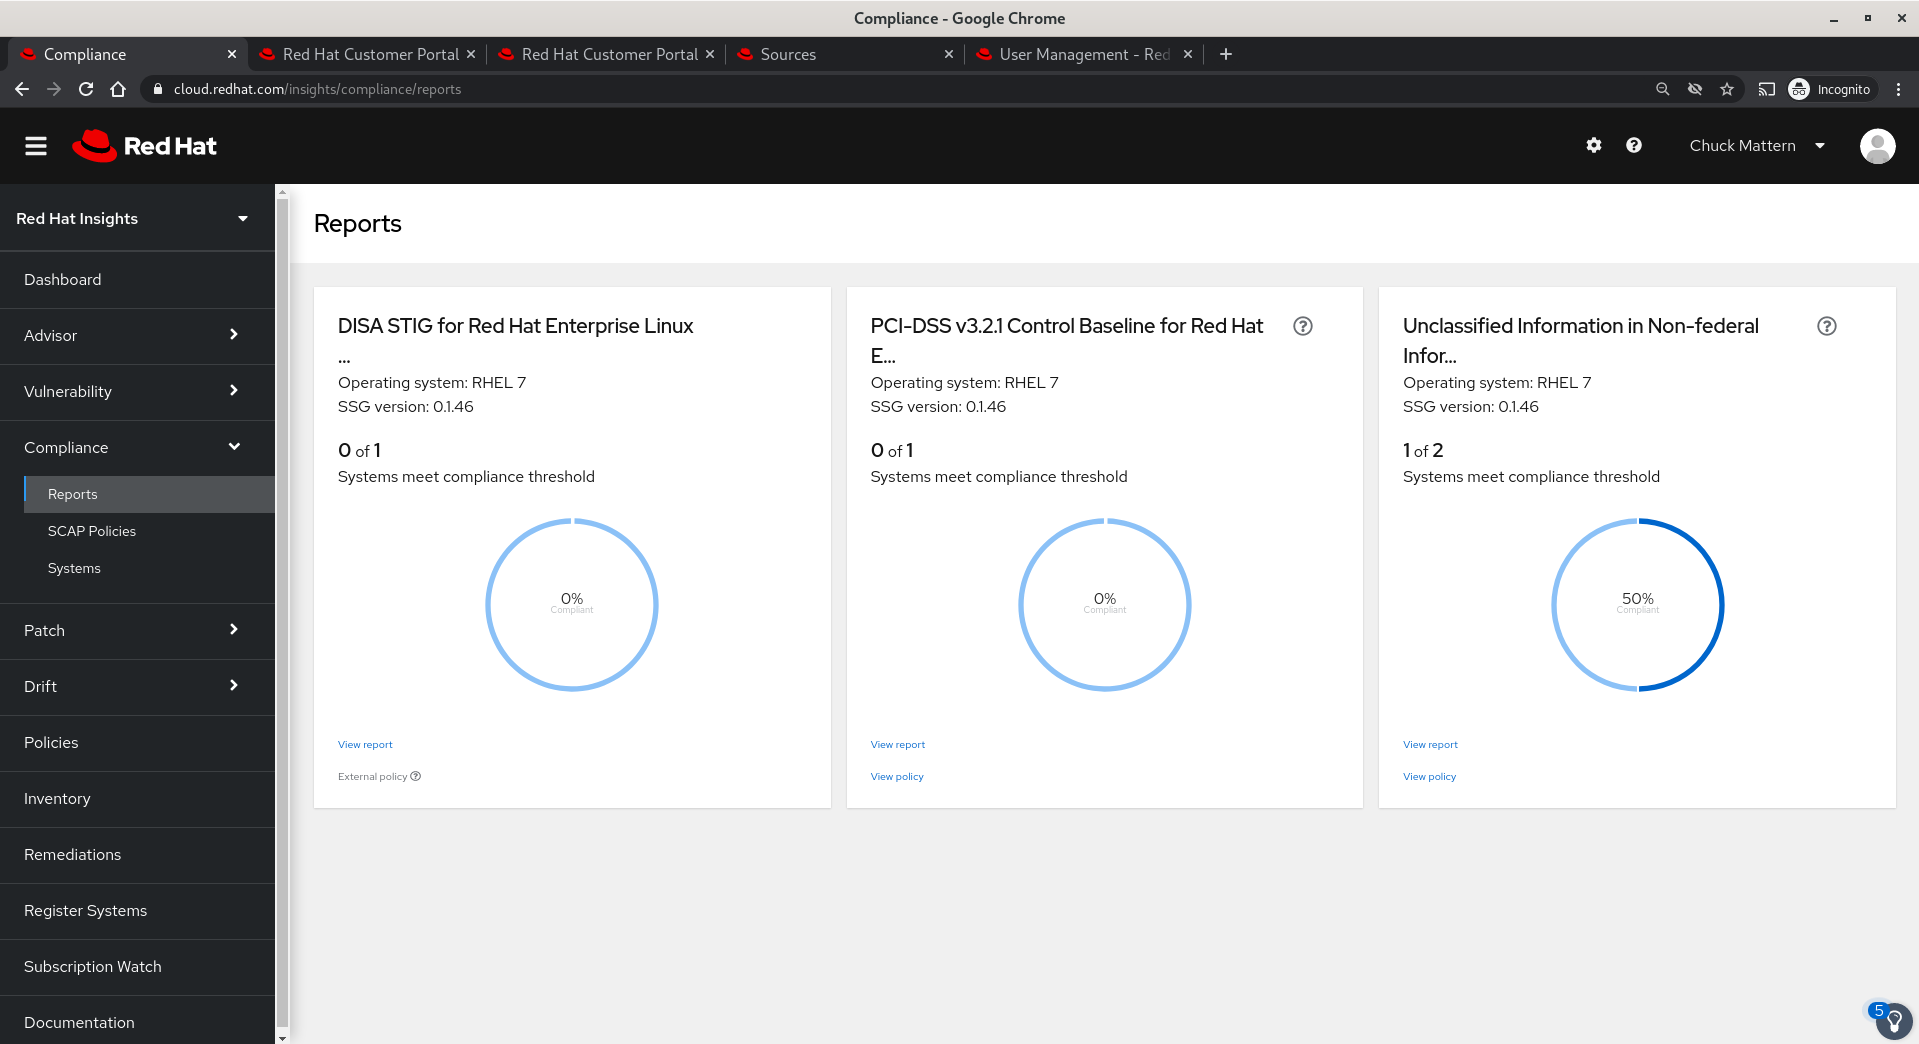 Compliance - Google Chrome
Compliance
Red Hat Customer Portal
Red Hat Customer Portal
Sources
User Management - Red
cloud.redhat.com/insights/compliance/reports
Incognito
Red Hat
Chuck Mattern
Red Hat Insights
Dashboard
Advisor
Vulnerability
Compliance
Reports
SCAP Policies
Systems
Patch
Drift
Policies
Inventory
Remediations
Register Systems
Subscription Watch
Documentation
Reports
DISA STIG for Red Hat Enterprise Linux
...
Operating system: RHEL 7
SSG version: 0.1.46
0 of 1
Systems meet compliance threshold
0%
Compliant
View report
External policy
PCI-DSS v3.2.1 Control Baseline for Red Hat
E...
Operating system: RHEL 7
SSG version: 0.1.46
0 of 1
Systems meet compliance threshold
0%
Compliant
View report
View policy
Unclassified Information in Non-federal
Infor...
Operating system: RHEL 7
SSG version: 0.1.46
1 of 2
Systems meet compliance threshold
50%
Compliant
View report
View policy
5